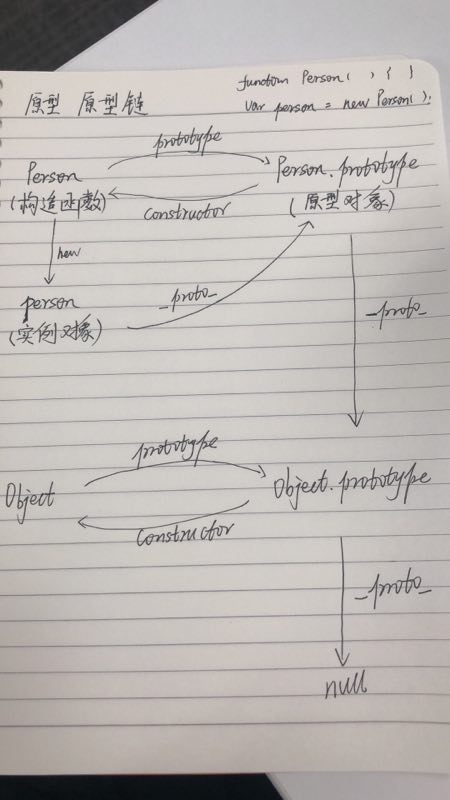 function Person( ) { }
原型 原型链 var person = new Person( );
prototype
Person Person.prototype
(构造函数) constructor (原型对象)
new
person _proto_
(实例对象) _proto_
prototype
Object Object.prototype
constructor
_proto_
null